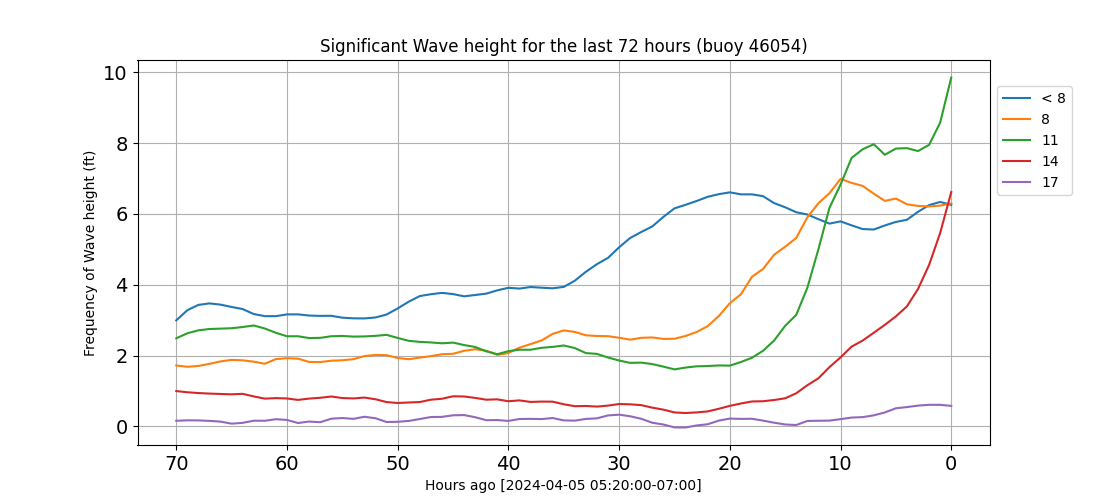 Significant Wave height for the last 72 hours (buoy 46054)
Frequency of Wave height (ft)
10
8
6
4
2
0
70 60 50 40 30 20 10 0
Hours ago [2024-04-05 05:20:00-07:00]
< 8
8
11
14
17